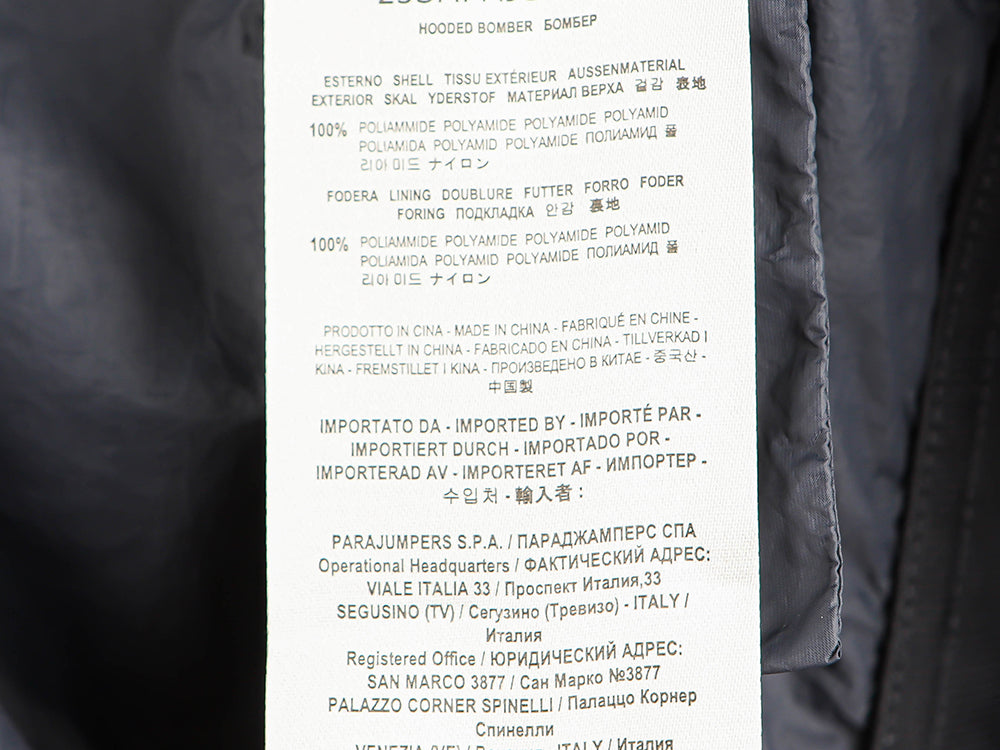 HOODED BOMBER БОМБЕР
ESTERNO SHELL TISSU EXTÉRIEUR AUSSENMATERIAL
EXTERIOR SKAL YDERSTOF МАТЕРИАЛ ВЕРХА 겉감 表地
100% POLIAMMIDE POLYAMIDE POLYAMIDE POLYAMID
POLIAMIDA POLYAMID POLYAMIDE ПОЛИАМИД 폴
리아미드 ナイロン
FODERA LINING DOUBLURE FUTTER FORRO FODER
FORING ПОДКЛАДКА 안감 裏地
100% POLIAMMIDE POLYAMIDE POLYAMIDE POLYAMID
POLIAMIDA POLYAMID POLYAMIDE ПОЛИАМИД 폴
리아미드 ナイロン
PRODOTTO IN CINA - MADE IN CHINA - FABRIQUÉ EN CHINE -
HERGESTELLT IN CHINA - FABRICADO EN CHINA - TILLVERKAD I
KINA - FREMSTILLET I KINA - ПРОИЗВЕДЕНО В КИТАЕ - 중국산 -
中国製
IMPORTATO DA - IMPORTED BY - IMPORTÉ PAR -
IMPORTIERT DURCH - IMPORTADO POR -
IMPORTERAD AV - IMPORTERET AF - ИМПОРТЕР -
수입처 - 輸入者 :
PARAJUMPERS S.P.A. / ПАРАДЖАМПЕРС СПА
Operational Headquarters / ФАКТИЧЕСКИЙ АДРЕС:
VIALE ITALIA 33 / Проспект Италия,33
SEGUSINO (TV) / Сегузино (Тревизо) - ITALY /
Италия
Registered Office / ЮРИДИЧЕСКИЙ АДРЕС:
SAN MARCO 3877 / Сан Марко №3877
PALAZZO CORNER SPINELLI / Палаццо Корнер
Спинелли
VENEZIA (VE) / - ITALY / Италия